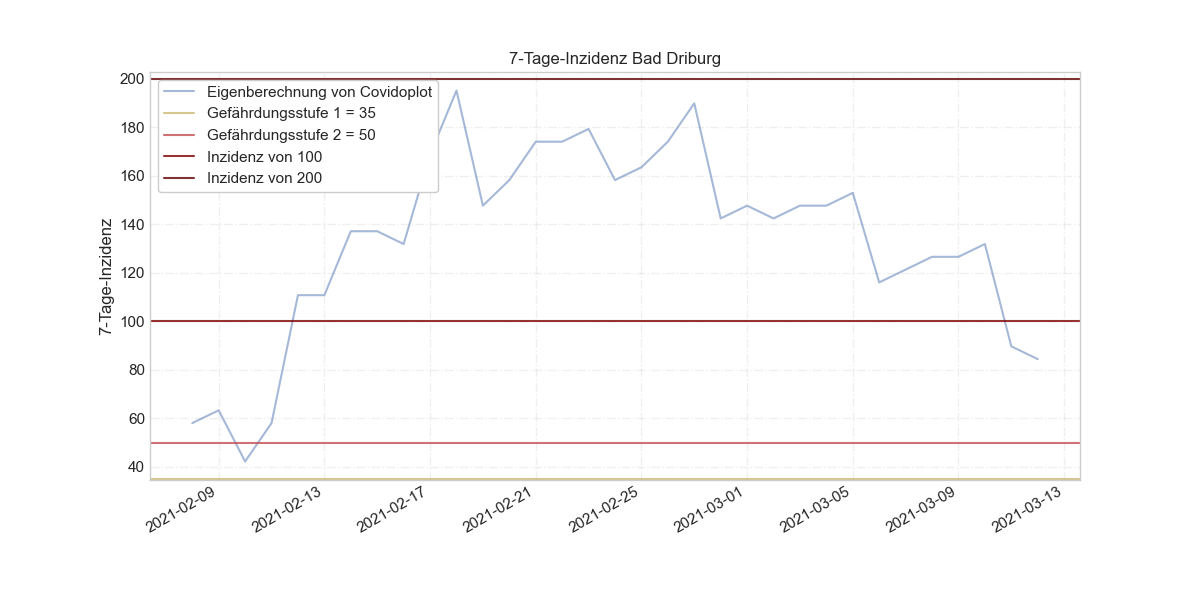 7-Tage-Inzidenz Bad Driburg
Eigenberechnung von Covidoplot
Gefährdungsstufe 1 = 35
Gefährdungsstufe 2 = 50
Inzidenz von 100
Inzidenz von 200
7-Tage-Inzidenz
200
180
160
140
120
100
80
60
40
2021-02-09
2021-02-13
2021-02-17
2021-02-21
2021-02-25
2021-03-01
2021-03-05
2021-03-09
2021-03-13